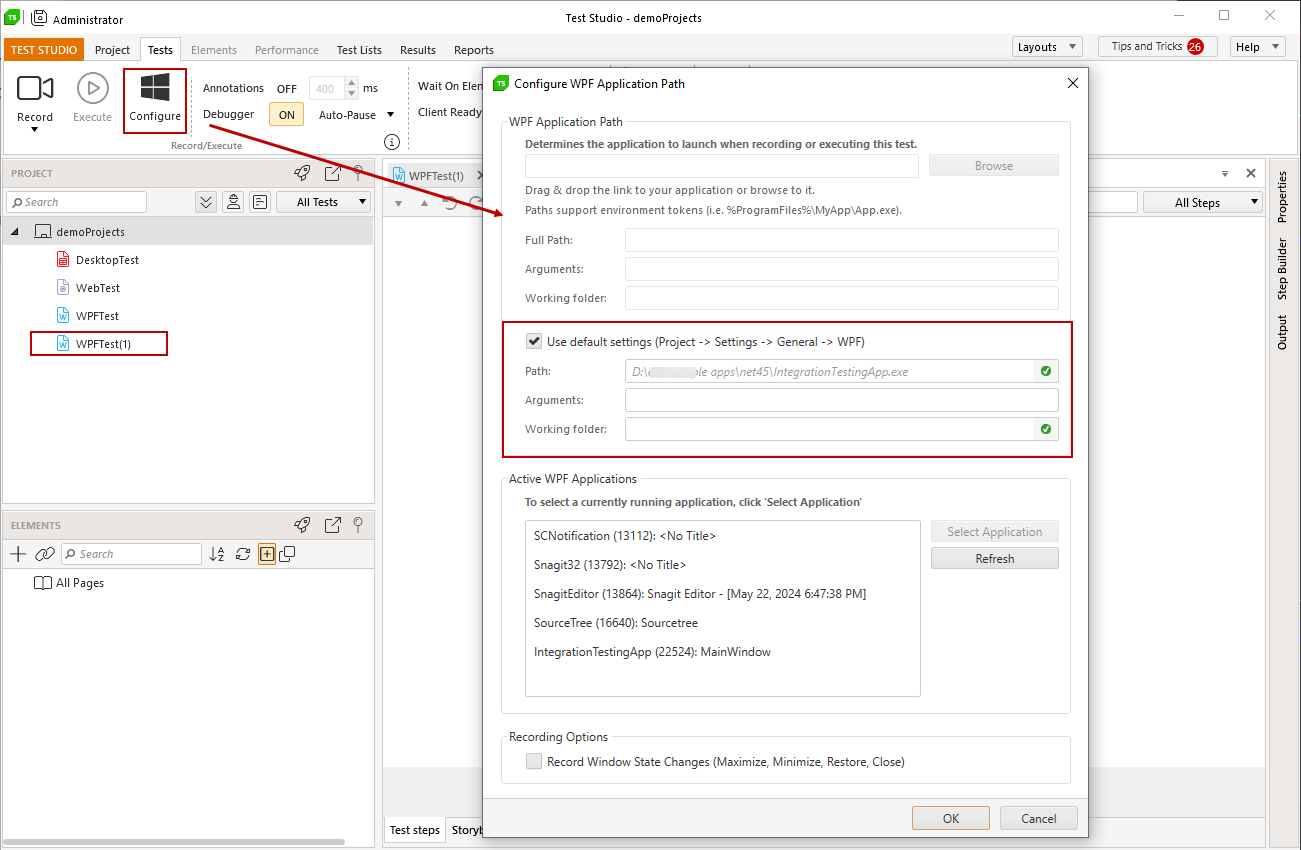 TS Administrator
Test Studio - demoProjects
TEST STUDIO Project Tests Elements Performance Test Lists Results Reports
Layouts Tips and Tricks 26 Help
Record Execute Configure
Annotations OFF 400 ms
Debugger ON Auto-Pause
Record/Execute
Wait On Elen
Client Ready
PROJECT
Search All Tests
demoProjects
DesktopTest
WebTest
WPFTest
WPFTest(1)
ELEMENTS
Search
All Pages
WPFTest(1)
All Steps
Test steps Storyb
Properties
Step Builder
Output
TS Configure WPF Application Path
WPF Application Path
Determines the application to launch when recording or executing this test.
Browse
Drag & drop the link to your application or browse to it.
Paths support environment tokens (i.e. %ProgramFiles%\MyApp\App.exe).
Full Path:
Arguments:
Working folder:
Use default settings (Project -> Settings -> General -> WPF)
Path: D:\ apps\net45\IntegrationTestingApp.exe
Arguments:
Working folder:
Active WPF Applications
To select a currently running application, click 'Select Application'
SCNotification (13112): <No Title>
Snagit32 (13792): <No Title>
SnagitEditor (13864): Snagit Editor - [May 22, 2024 6:47:38 PM]
SourceTree (16640): Sourcetree
IntegrationTestingApp (22524): MainWindow
Select Application
Refresh
Recording Options
Record Window State Changes (Maximize, Minimize, Restore, Close)
OK Cancel